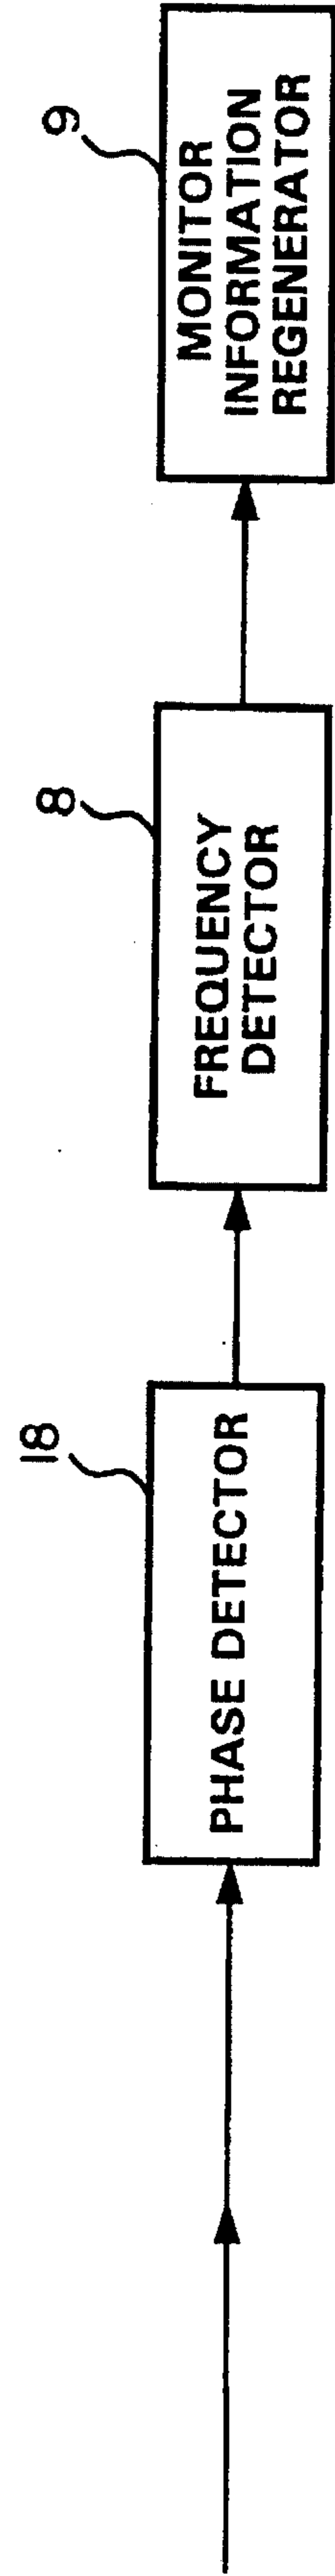 18
PHASE DETECTOR
8
FREQUENCY
DETECTOR
9
MONITOR
INFORMATION
REGENERATOR